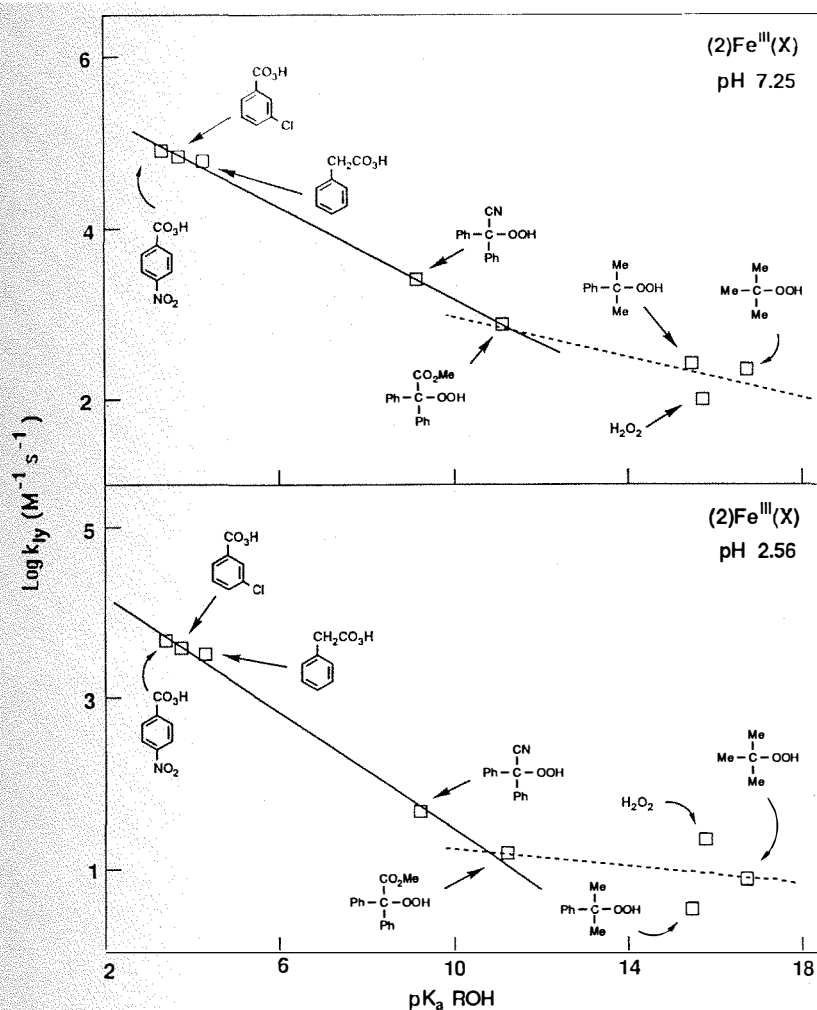 (2)Fe^III(X)
pH 7.25
6
4
2
CO3H
Cl
CH2CO3H
CO3H
NO2
CN
Ph-C-OOH
Ph
CO2Me
Ph-C-OOH
Ph
Me
Ph-C-OOH
Me
Me
Me-C-OOH
Me
H2O2
Log k_ly (M^-1 s^-1)
(2)Fe^III(X)
pH 2.56
5
3
1
CO3H
Cl
CH2CO3H
CO3H
NO2
CN
Ph-C-OOH
Ph
CO2Me
Ph-C-OOH
Ph
Me
Ph-C-OOH
Me
H2O2
Me
Me-C-OOH
Me
2 6 10 14 18
pKa ROH